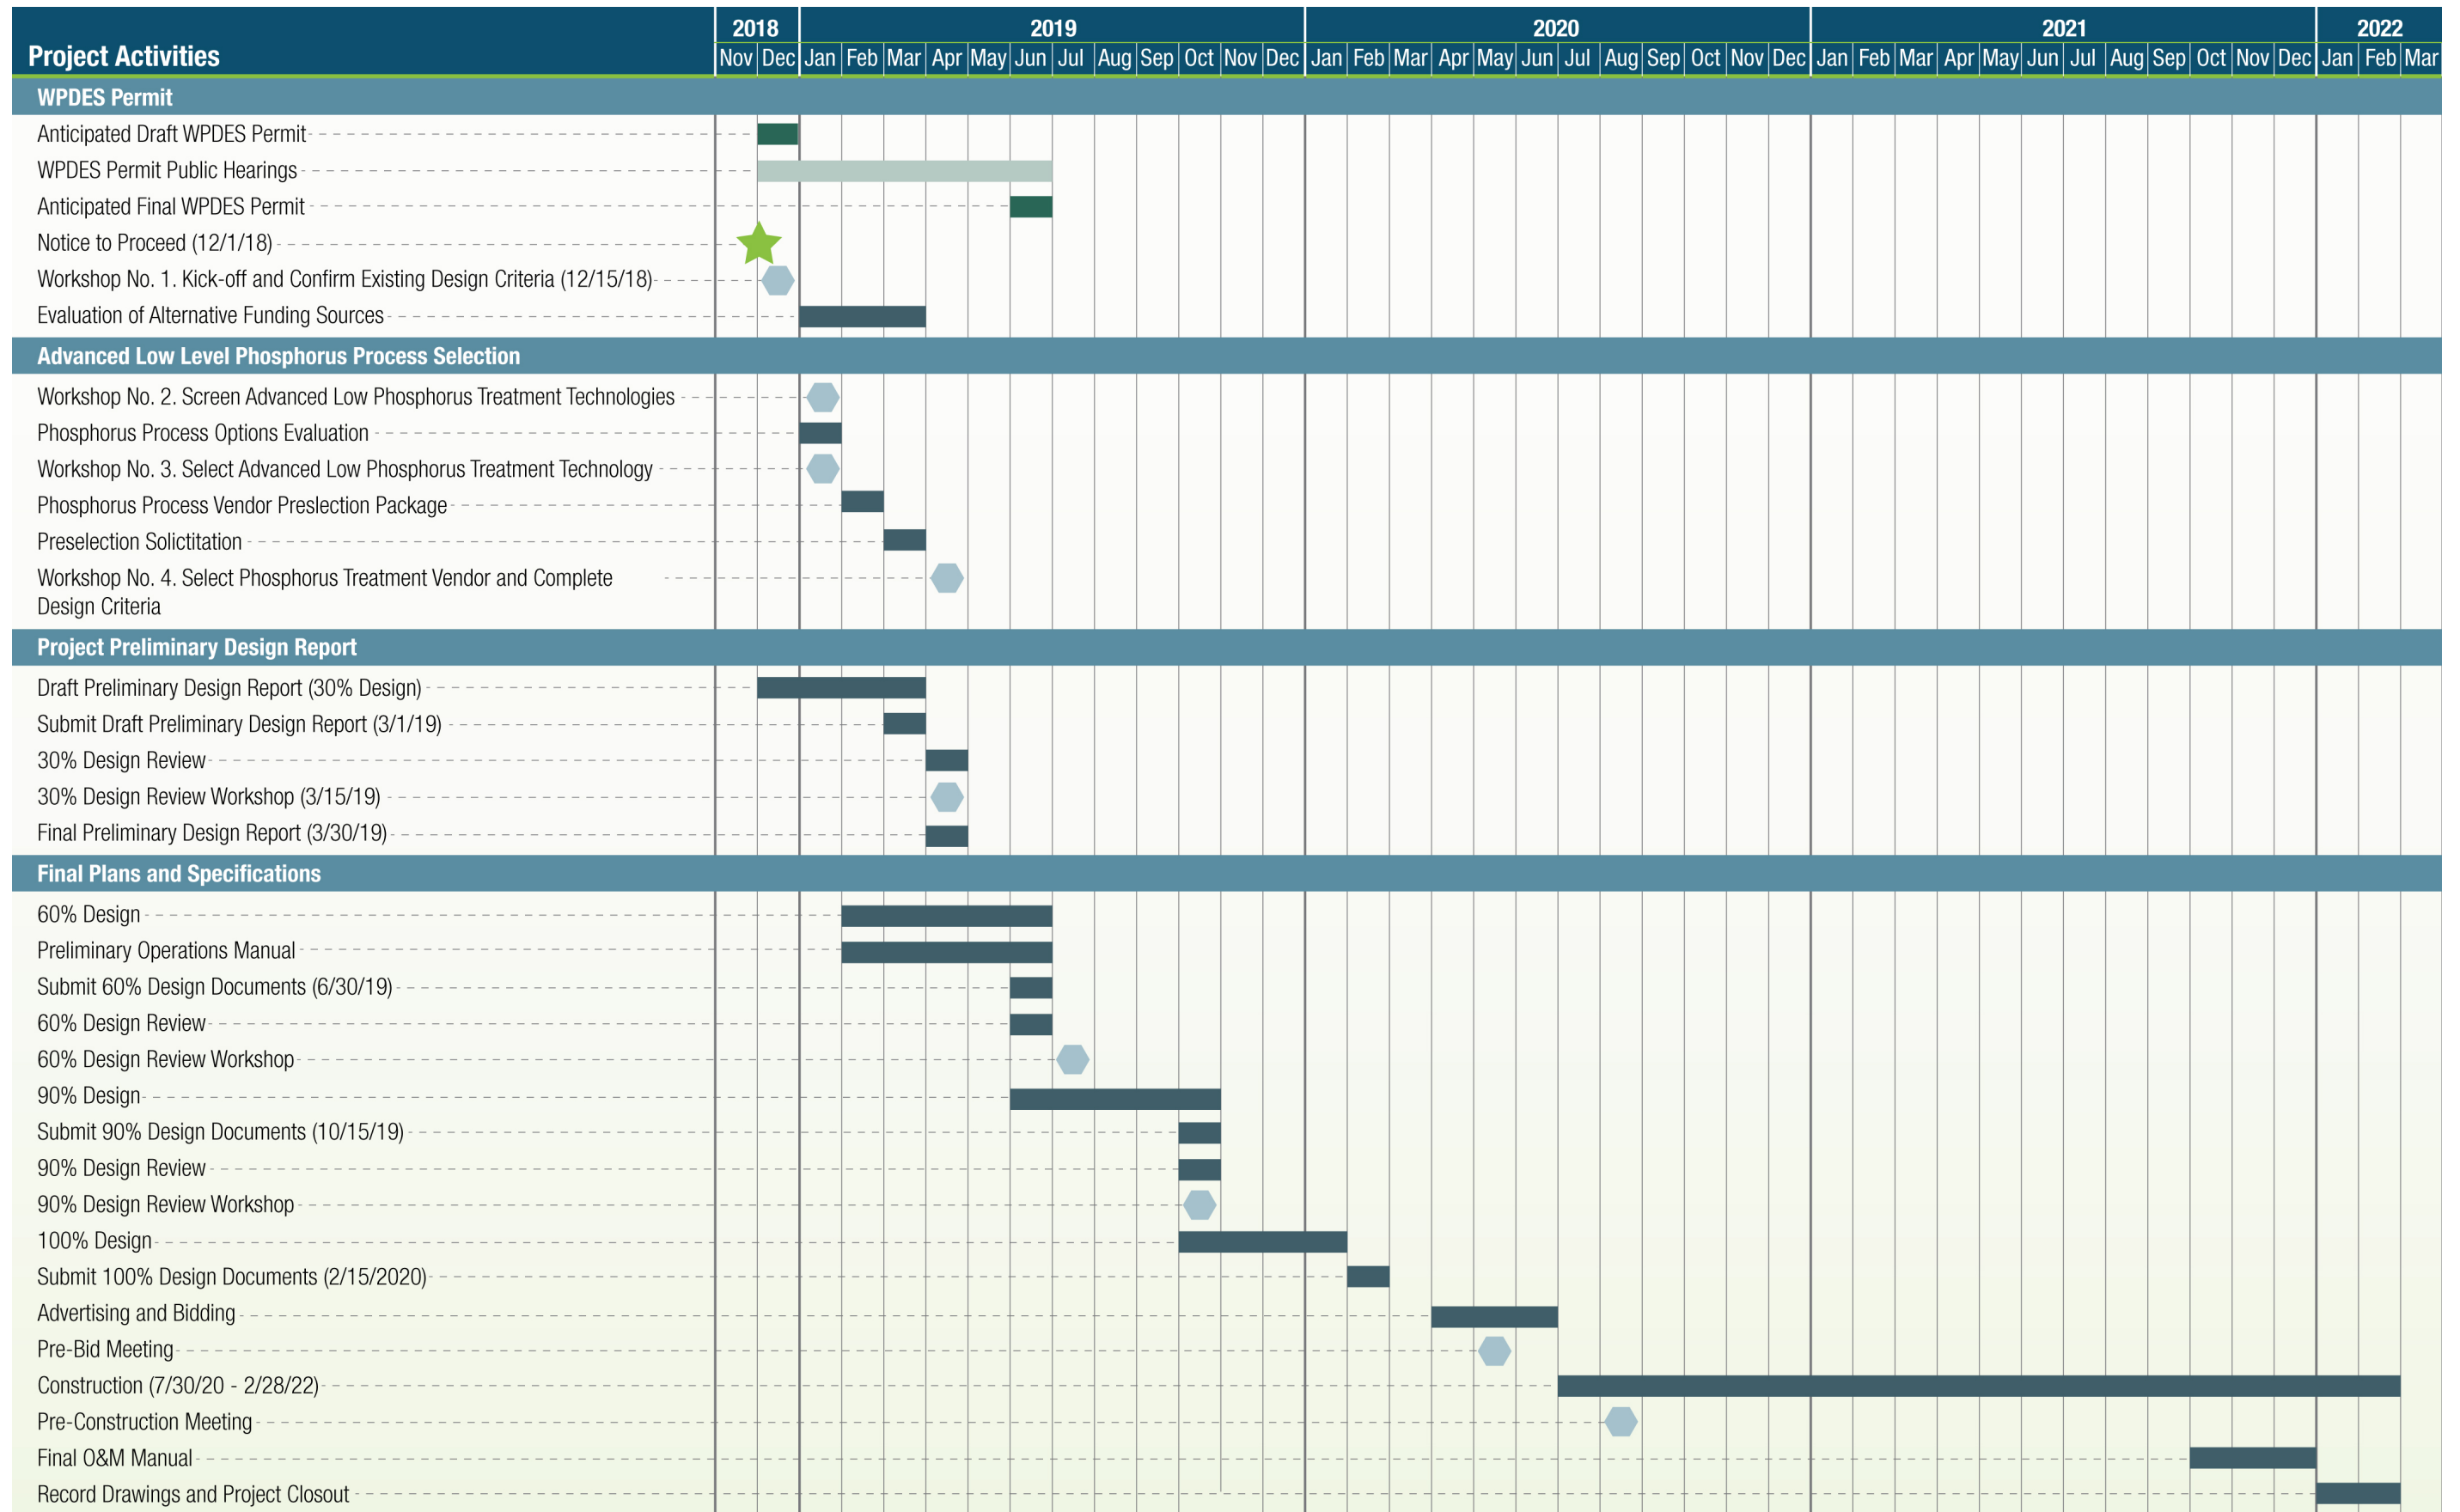 2018 2019 2020 2021 2022
Project Activities Nov Dec Jan Feb Mar Apr May Jun Jul Aug Sep Oct Nov Dec Jan Feb Mar Apr May Jun Jul Aug Sep Oct Nov Dec Jan Feb Mar Apr May Jun Jul Aug Sep Oct Nov Dec Jan Feb Mar
WPDES Permit
Anticipated Draft WPDES Permit
WPDES Permit Public Hearings
Anticipated Final WPDES Permit
Notice to Proceed (12/1/18)
Workshop No. 1. Kick-off and Confirm Existing Design Criteria (12/15/18)
Evaluation of Alternative Funding Sources
Advanced Low Level Phosphorus Process Selection
Workshop No. 2. Screen Advanced Low Phosphorus Treatment Technologies
Phosphorus Process Options Evaluation
Workshop No. 3. Select Advanced Low Phosphorus Treatment Technology
Phosphorus Process Vendor Preslection Package
Preselection Solictitation
Workshop No. 4. Select Phosphorus Treatment Vendor and Complete
Design Criteria
Project Preliminary Design Report
Draft Preliminary Design Report (30% Design)
Submit Draft Preliminary Design Report (3/1/19)
30% Design Review
30% Design Review Workshop (3/15/19)
Final Preliminary Design Report (3/30/19)
Final Plans and Specifications
60% Design
Preliminary Operations Manual
Submit 60% Design Documents (6/30/19)
60% Design Review
60% Design Review Workshop
90% Design
Submit 90% Design Documents (10/15/19)
90% Design Review
90% Design Review Workshop
100% Design
Submit 100% Design Documents (2/15/2020)
Advertising and Bidding
Pre-Bid Meeting
Construction (7/30/20 - 2/28/22)
Pre-Construction Meeting
Final O&M Manual
Record Drawings and Project Closout